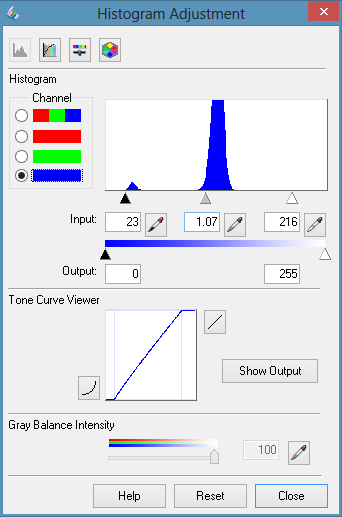 Histogram Adjustment
Histogram
Channel
Input: 23 1.07 216
Output: 0 255
Tone Curve Viewer
Show Output
Gray Balance Intensity
100
Help Reset Close